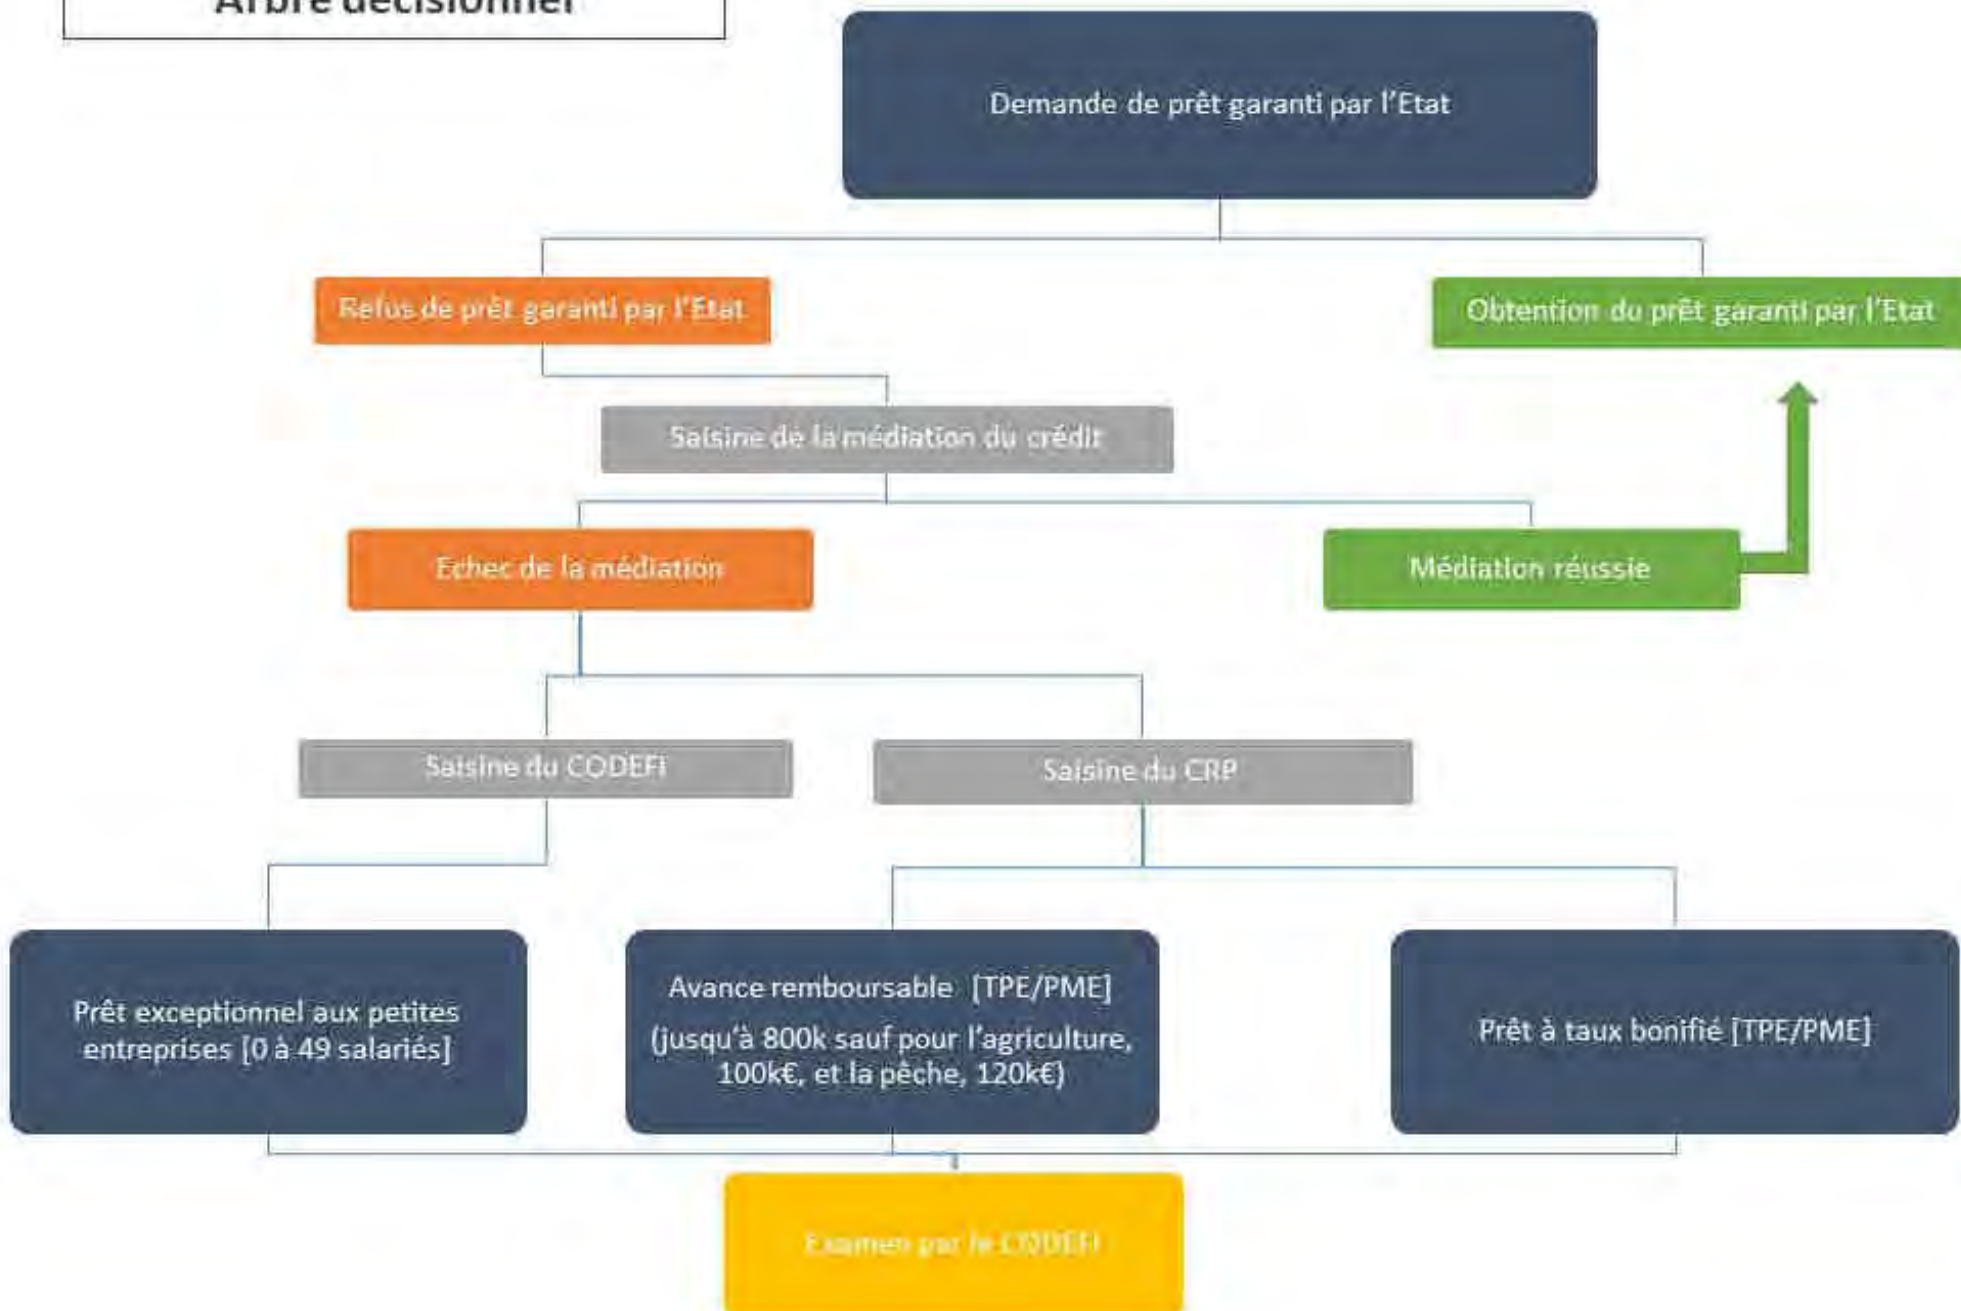 Arbre décisionnel
Demande de prêt garanti par l'Etat
Refus de prêt garanti par l'Etat
Obtention du prêt garanti par l'Etat
Saisine de la médiation du crédit
Echec de la médiation
Médiation réussie
Saisine du CODEFI
Saisine du CRP
Prêt exceptionnel aux petites
entreprises [0 à 49 salariés]
Avance remboursable [TPE/PME]
(jusqu'à 800k sauf pour l'agriculture,
100k€, et la pêche, 120k€)
Prêt à taux bonifié [TPE/PME]
Examen par le CODEFI